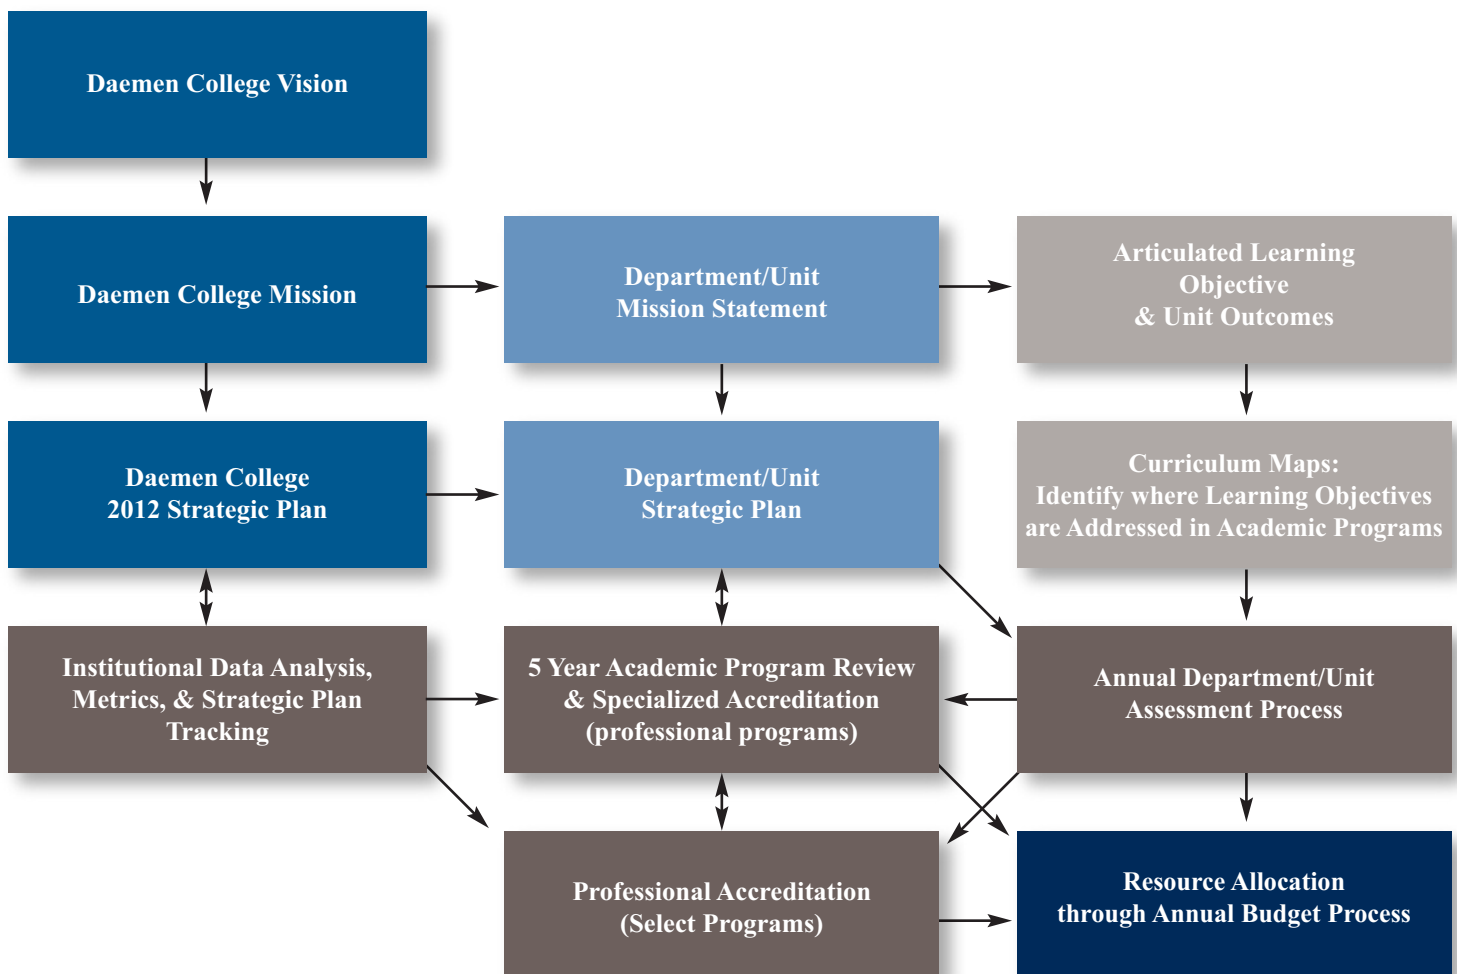 Daemen College Vision
Daemen College Mission
Department/Unit
Mission Statement
Articulated Learning
Objective
& Unit Outcomes
Daemen College
2012 Strategic Plan
Department/Unit
Strategic Plan
Curriculum Maps:
Identify where Learning Objectives
are Addressed in Academic Programs
Institutional Data Analysis,
Metrics, & Strategic Plan
Tracking
5 Year Academic Program Review
& Specialized Accreditation
(professional programs)
Annual Department/Unit
Assessment Process
Professional Accreditation
(Select Programs)
Resource Allocation
through Annual Budget Process